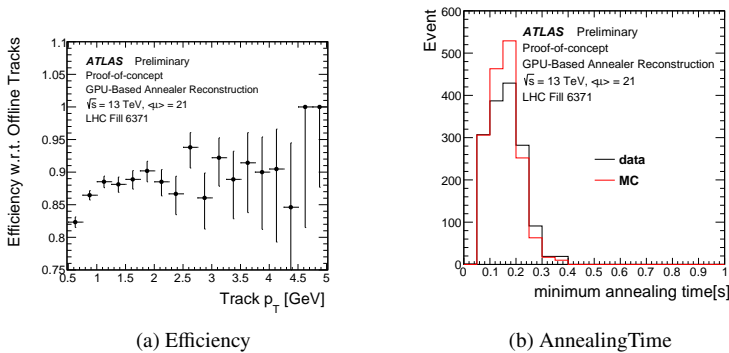 Efficiency w.r.t. Offline Tracks
1.1
1.05
1
0.95
0.9
0.85
0.8
0.75
ATLAS Preliminary
Proof-of-concept
GPU-Based Annealer Reconstruction
√s = 13 TeV, <μ> = 21
LHC Fill 6371
0.5 1 1.5 2 2.5 3 3.5 4 4.5 5
Track pT [GeV]
(a) Efficiency
Event
600
500
400
300
200
100
0
ATLAS Preliminary
Proof-of-concept
GPU-Based Annealer Reconstruction
√s = 13 TeV, <μ> = 21
LHC Fill 6371
data
MC
0 0.1 0.2 0.3 0.4 0.5 0.6 0.7 0.8 0.9 1
minimum annealing time[s]
(b) AnnealingTime